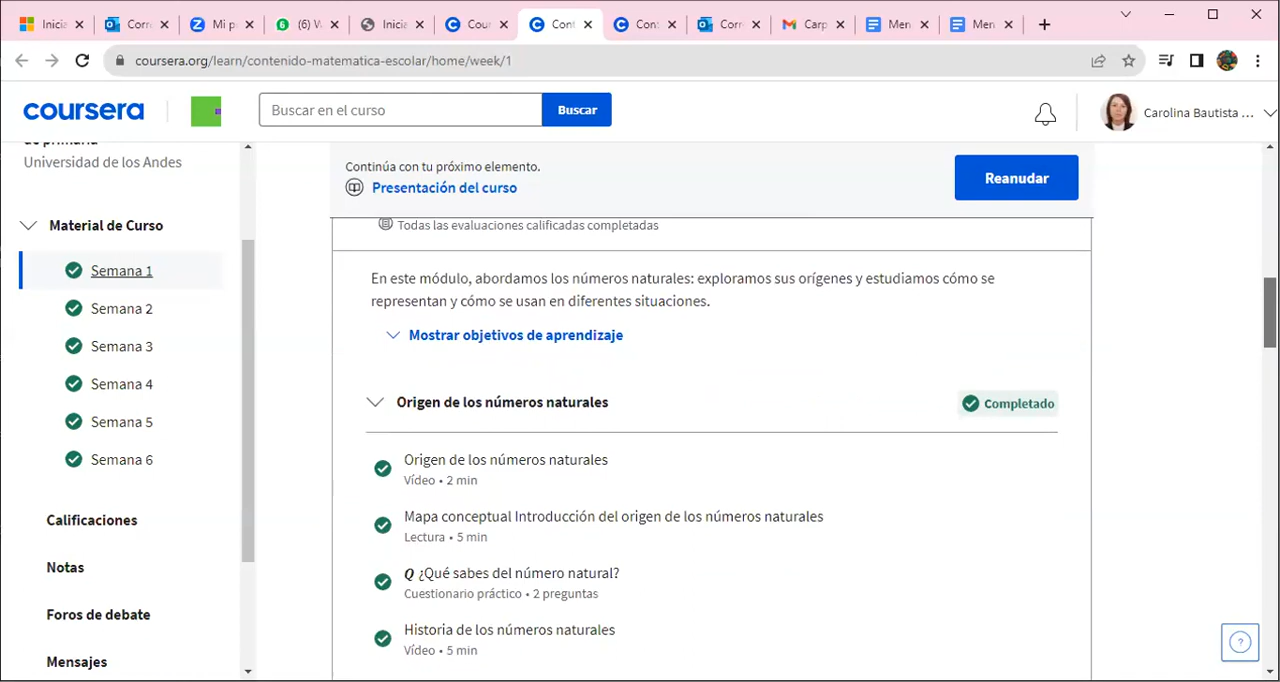 Inicia
Corre
Mi p
(6) V
Inicia
Cour
Cont
Con
Corr
Carp
Men
Men
coursera.org/learn/contenido-matematica-escolar/home/week/1
coursera
Buscar en el curso
Buscar
Carolina Bautista ...
de primaria
Universidad de los Andes
Material de Curso
Semana 1
Semana 2
Semana 3
Semana 4
Semana 5
Semana 6
Calificaciones
Notas
Foros de debate
Mensajes
Continúa con tu próximo elemento.
Presentación del curso
Reanudar
Todas las evaluaciones calificadas completadas
En este módulo, abordamos los números naturales: exploramos sus orígenes y estudiamos cómo se
representan y cómo se usan en diferentes situaciones.
Mostrar objetivos de aprendizaje
Origen de los números naturales
Completado
Origen de los números naturales
Vídeo • 2 min
Mapa conceptual Introducción del origen de los números naturales
Lectura • 5 min
Q ¿Qué sabes del número natural?
Cuestionario práctico • 2 preguntas
Historia de los números naturales
Vídeo • 5 min